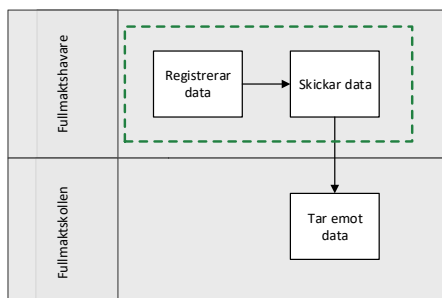 Fullmaktshavare
Registrerar
data
Skickar data
Fullmaktskollen
Tar emot
data